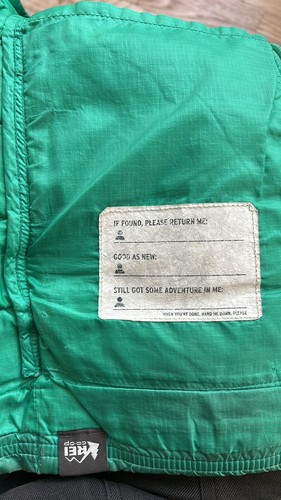 IF FOUND, PLEASE RETURN ME:
GOOD AS NEW:
STILL GOT SOME ADVENTURE IN ME:
WHEN YOU'RE DONE, HAND ME DOWN, PLEASE
REI
CO·OP